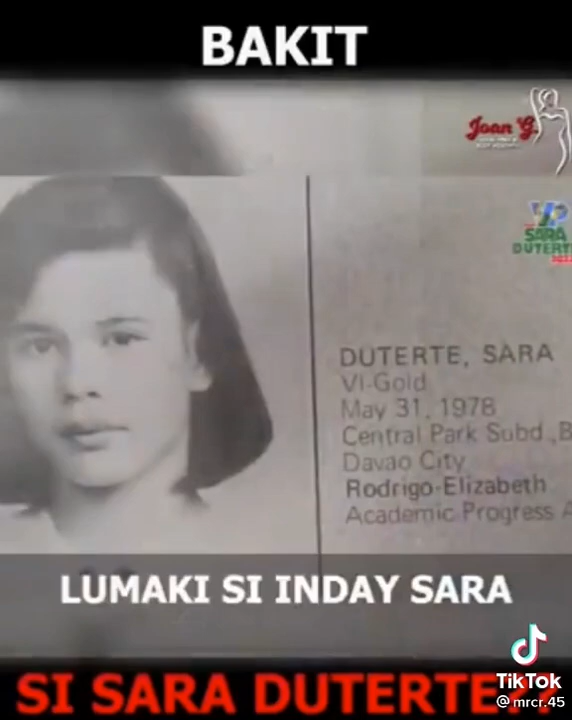 BAKIT
Joan G.
VP
SARA
DUTERTE
DUTERTE, SARA
VI-Gold
May 31, 1978
Central Park Subd., B
Davao City
Rodrigo-Elizabeth
Academic Progress A
LUMAKI SI INDAY SARA
TikTok
SI SARA DUTERTE
@mrcr.45